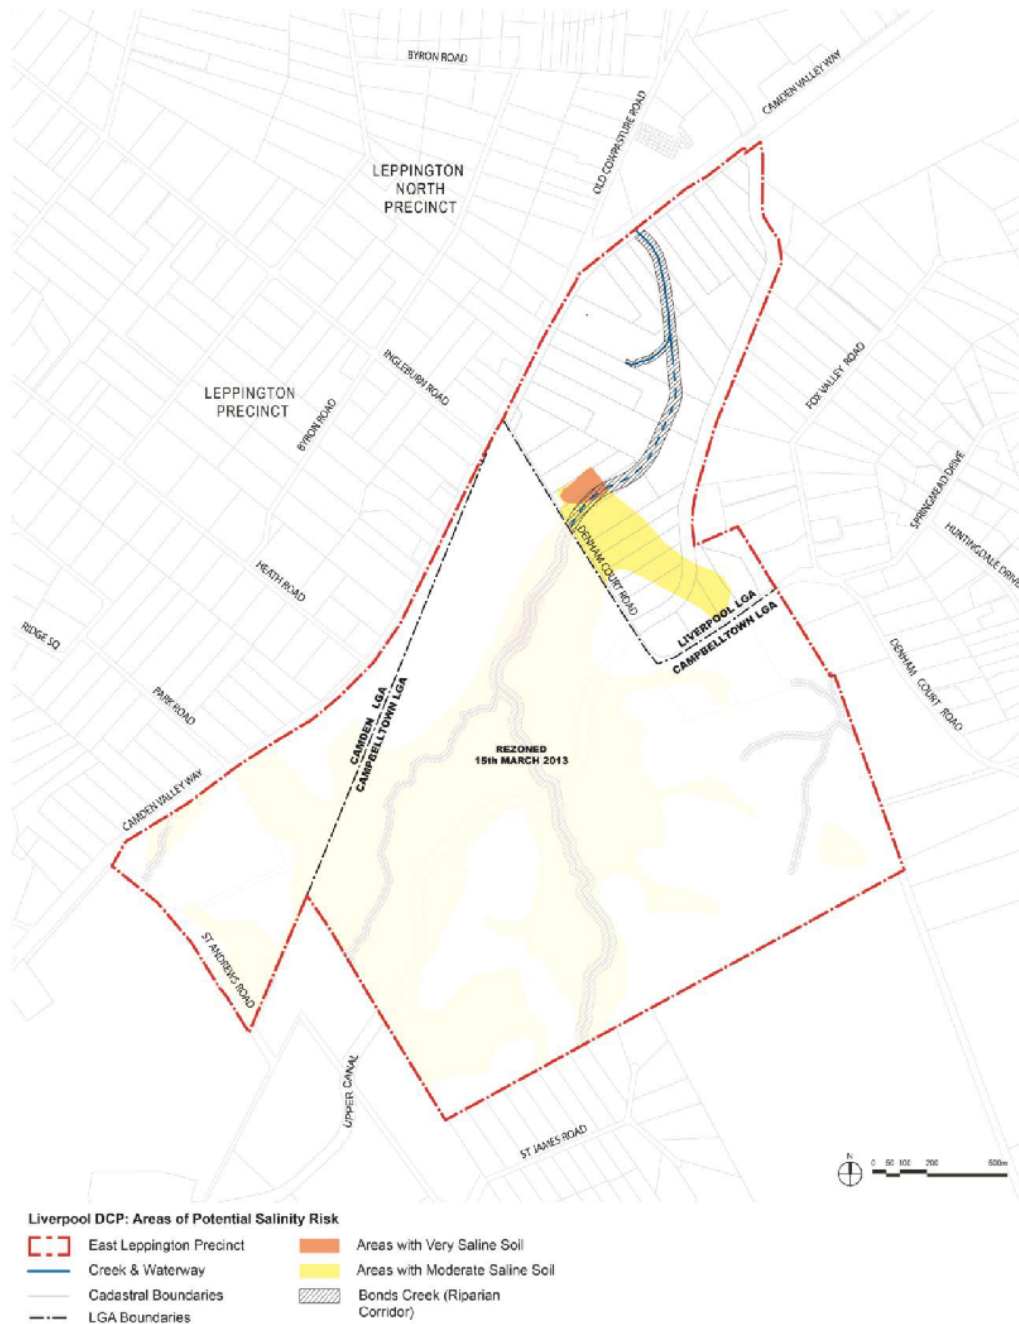 BYRON ROAD
CAMDEN VALLEY WAY
OLD COWPASTURE ROAD
LEPPINGTON
NORTH
PRECINCT
INGLEBURN ROAD
LEPPINGTON
PRECINCT
BYRON ROAD
FOX VALLEY ROAD
SPRINGMEAD DRIVE
HUNTINGDALE DRIVE
DENHAM COURT ROAD
HEATH ROAD
LIVERPOOL LGA
CAMPBELLTOWN LGA
RIDGE SQ
DENHAM COURT ROAD
PARK ROAD
CAMDEN LGA
CAMPBELLTOWN LGA
REZONED
15th MARCH 2013
CAMDEN VALLEY WAY
ST ANDREWS ROAD
UPPER CANAL
ST JAMES ROAD
N
0 50 100 200 500m
Liverpool DCP: Areas of Potential Salinity Risk
East Leppington Precinct
Creek & Waterway
Cadastral Boundaries
LGA Boundaries
Areas with Very Saline Soil
Areas with Moderate Saline Soil
Bonds Creek (Riparian
Corridor)